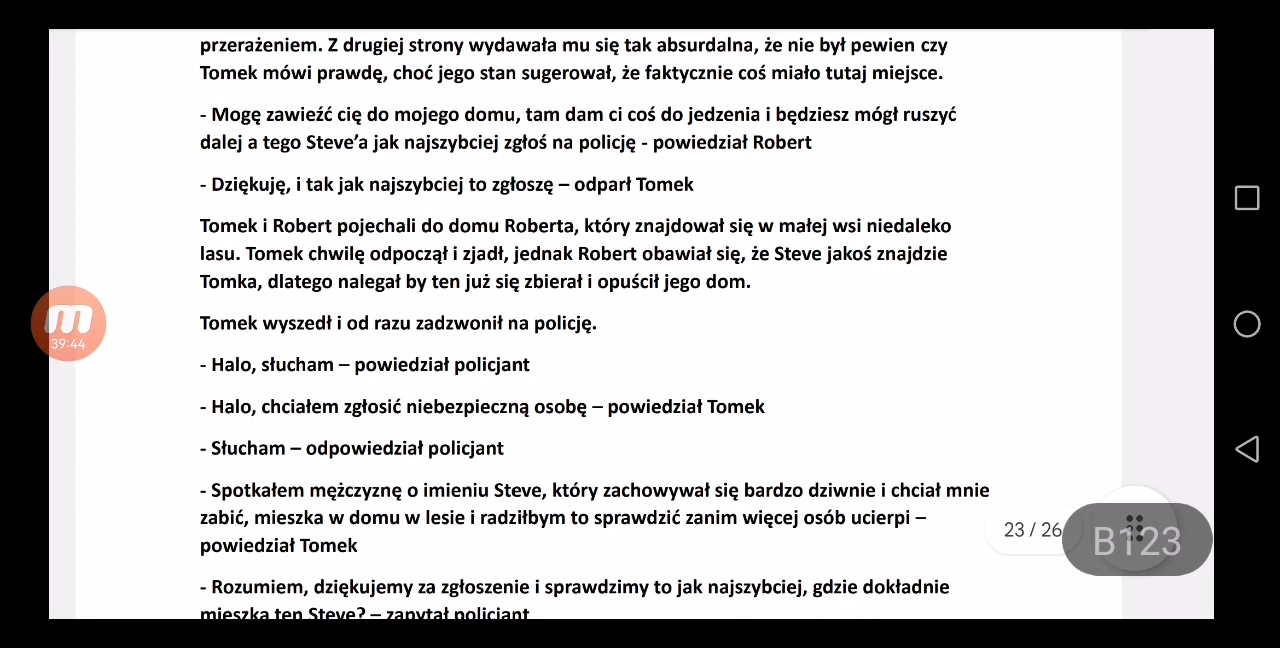 przerażeniem. Z drugiej strony wydawała mu się tak absurdalna, że nie był pewien czy
Tomek mówi prawdę, choć jego stan sugerował, że faktycznie coś miało tutaj miejsce.
- Mogę zawieźć cię do mojego domu, tam dam ci coś do jedzenia i będziesz mógł ruszyć
dalej a tego Steve’a jak najszybciej zgłoś na policję - powiedział Robert
- Dziękuję, i tak jak najszybciej to zgłoszę – odparł Tomek
Tomek i Robert pojechali do domu Roberta, który znajdował się w małej wsi niedaleko
lasu. Tomek chwilę odpoczął i zjadł, jednak Robert obawiał się, że Steve jakoś znajdzie
Tomka, dlatego nalegał by ten już się zbierał i opuścił jego dom.
Tomek wyszedł i od razu zadzwonił na policję.
39:44
- Halo, słucham – powiedział policjant
- Halo, chciałem zgłosić niebezpieczną osobę – powiedział Tomek
- Słucham – odpowiedział policjant
- Spotkałem mężczyznę o imieniu Steve, który zachowywał się bardzo dziwnie i chciał mnie
zabić, mieszka w domu w lesie i radziłbym to sprawdzić zanim więcej osób ucierpi –
powiedział Tomek
23 / 26
B123
- Rozumiem, dziękujemy za zgłoszenie i sprawdzimy to jak najszybciej, gdzie dokładnie
mieszka ten Steve? – zapytał policjant